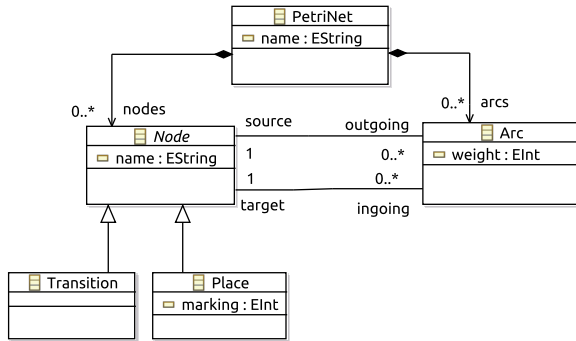 PetriNet
name : EString
0..* nodes
0..* arcs
Node
name : EString
source
outgoing
1
0..*
1
0..*
target
ingoing
Arc
weight : EInt
Transition
Place
marking : EInt